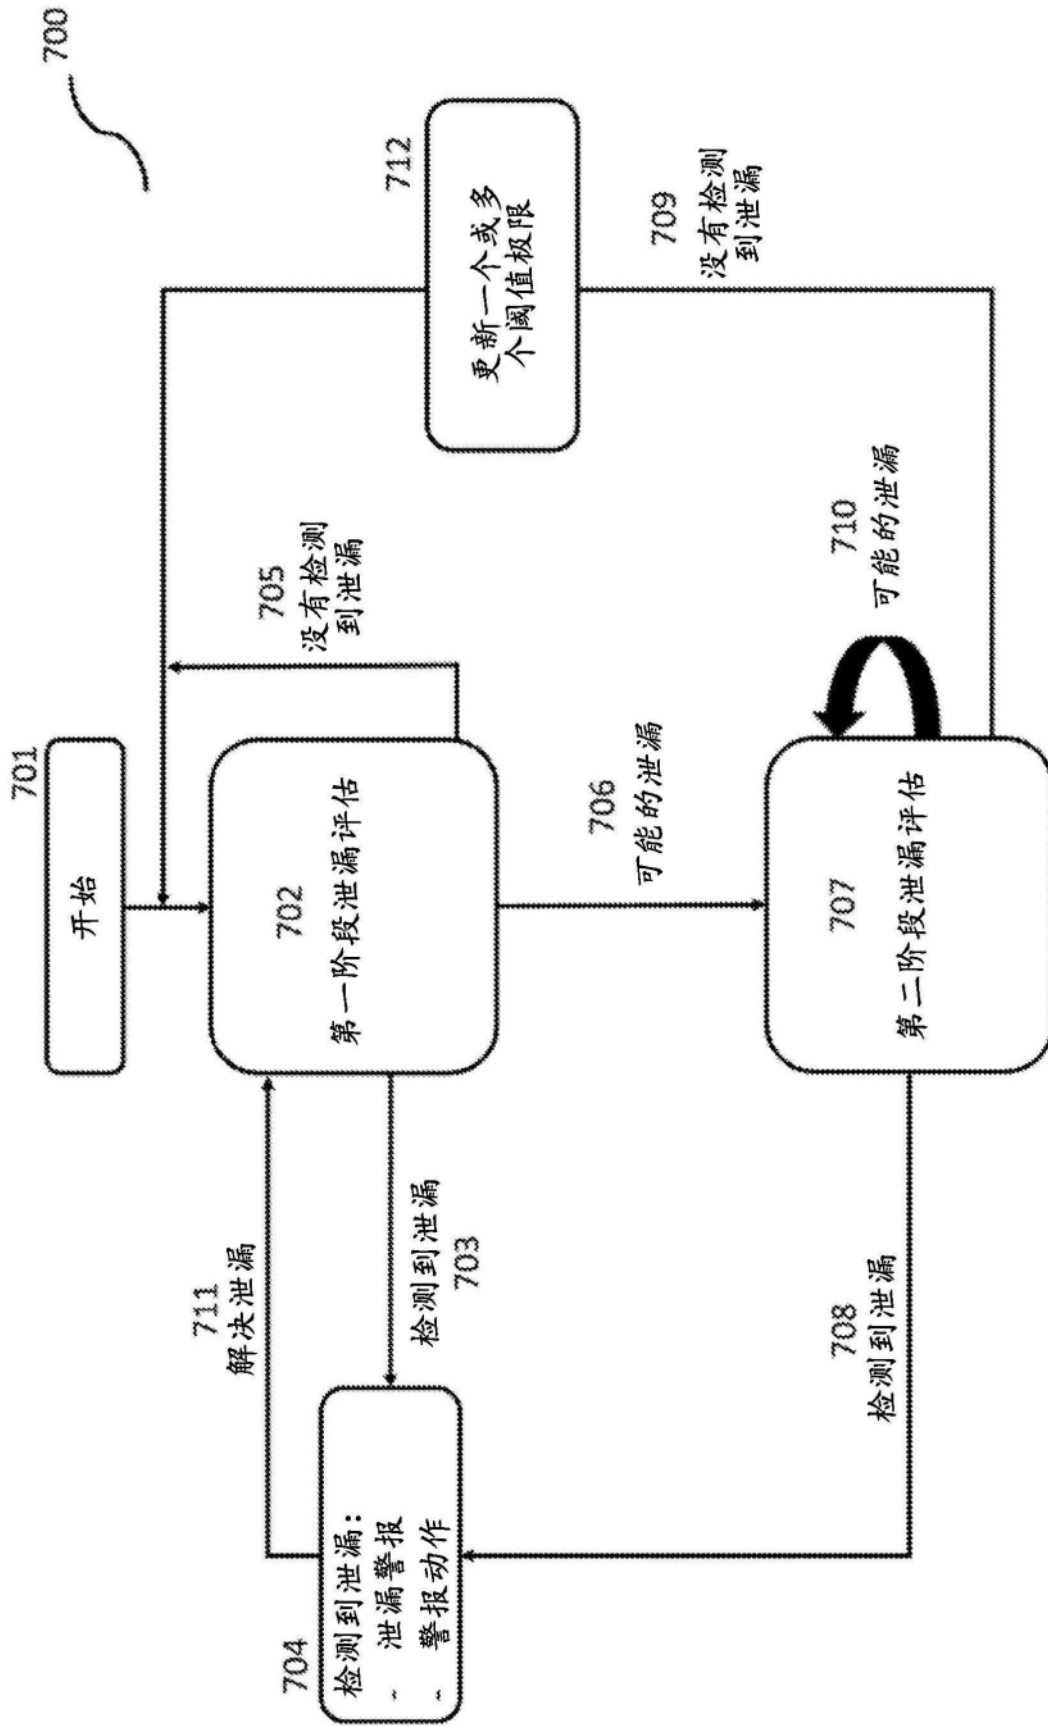 700
701
开始
702
第一阶段泄漏评估
705
没有检测
到泄漏
712
更新一个或多
个阈值极限
711
解决泄漏
检测到泄漏
703
704
检测到泄漏：
- 泄漏警报
- 警报动作
706
可能的泄漏
709
没有检测
到泄漏
707
第二阶段泄漏评估
710
可能的泄漏
708
检测到泄漏